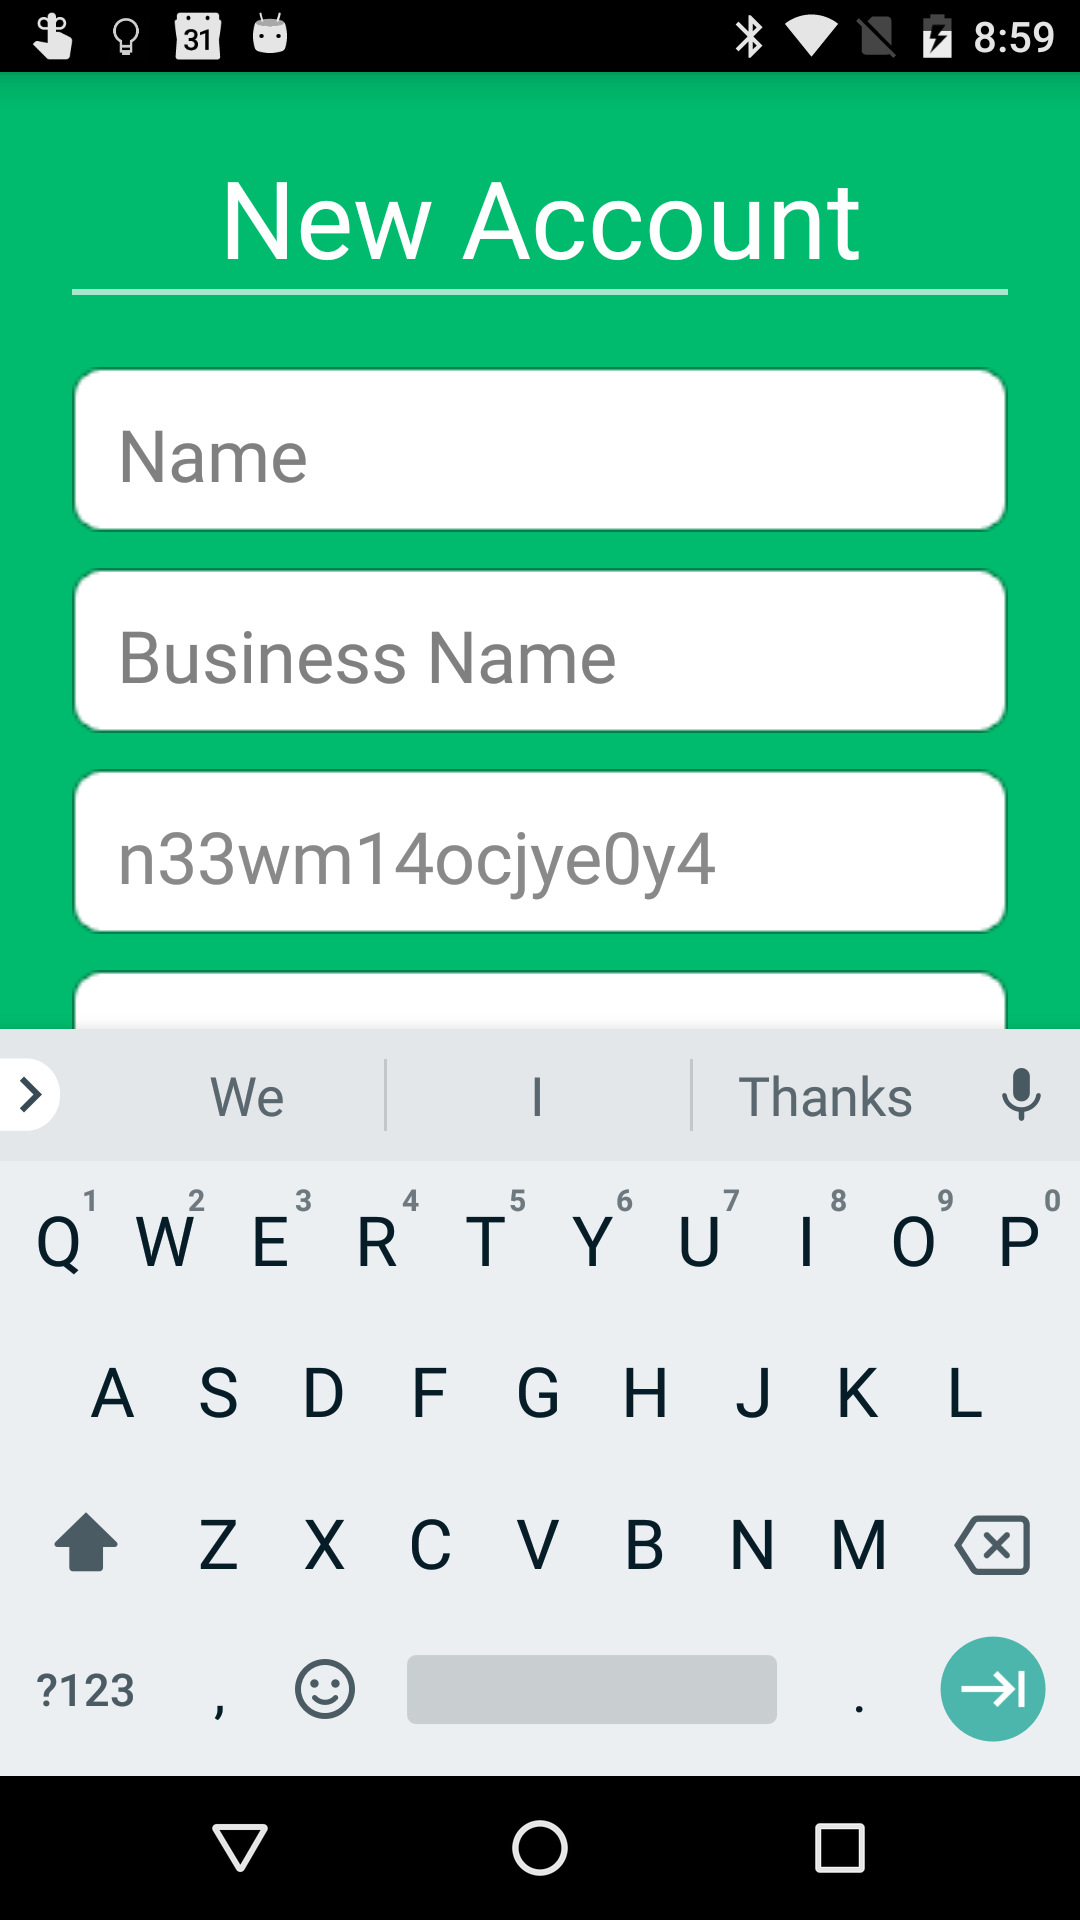 31 8:59
New Account
Name
Business Name
n33wm14ocjye0y4
We I Thanks
1 2 3 4 5 6 7 8 9 0
Q W E R T Y U I O P
A S D F G H J K L
Z X C V B N M
?123 , .